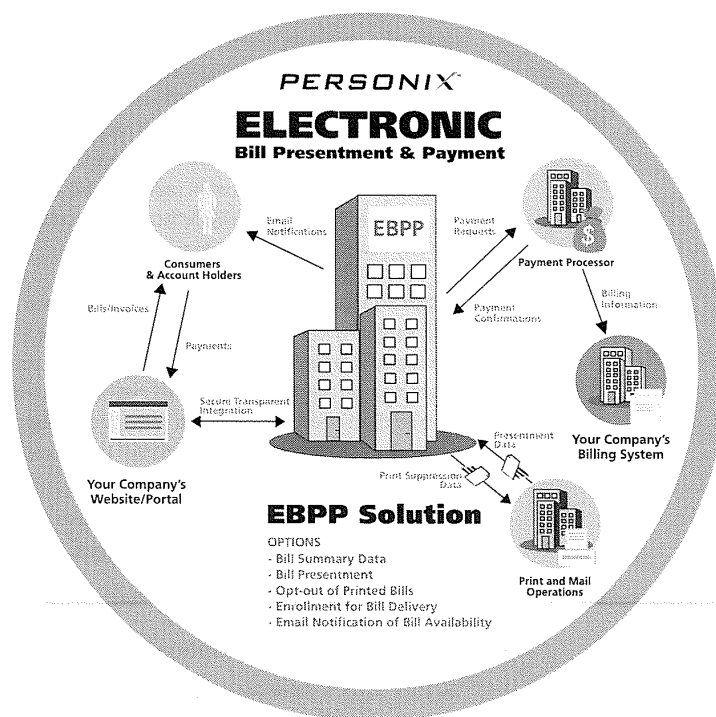 PERSONIX™
ELECTRONIC
Bill Presentment & Payment
EBPP
Email
Notifications
Payment
Requests
Consumers
& Account Holders
Payment Processor
Bills/Invoices
Payments
Payment
Confirmations
Billing
Information
Secure Transparent
Integration
Your Company's
Website/Portal
Your Company's
Billing System
Presentment
Data
Print Suppression
Data
Print and Mail
Operations
EBPP Solution
OPTIONS
- Bill Summary Data
- Bill Presentment
- Opt-out of Printed Bills
- Enrollment for Bill Delivery
- Email Notification of Bill Availability
$